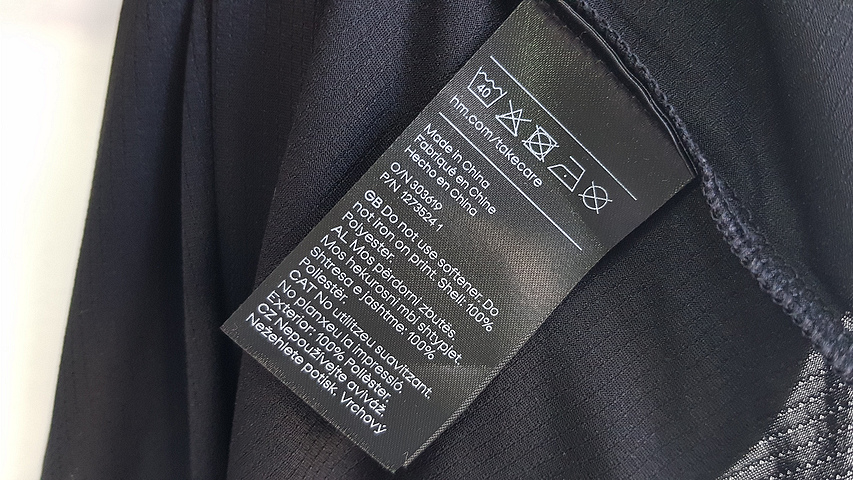 40
hm.com/takecare
Made in China
Fabriqué en Chine
Hecho en China
O/N 303619
P/N 1273524.1
GB Do not use softener. Do
not iron on print. Shell: 100%
Polyester.
AL Mos përdorni zbutës.
Mos hekurosni mbi shtypjet.
Shtresa e jashtme: 100%
Poliestër.
CAT No utilitzeu suavitzant.
No planxeu la impressió.
Exterior: 100% Polièster.
CZ Nepoužívejte aviváž.
Nežehlete potisk. Vrchový